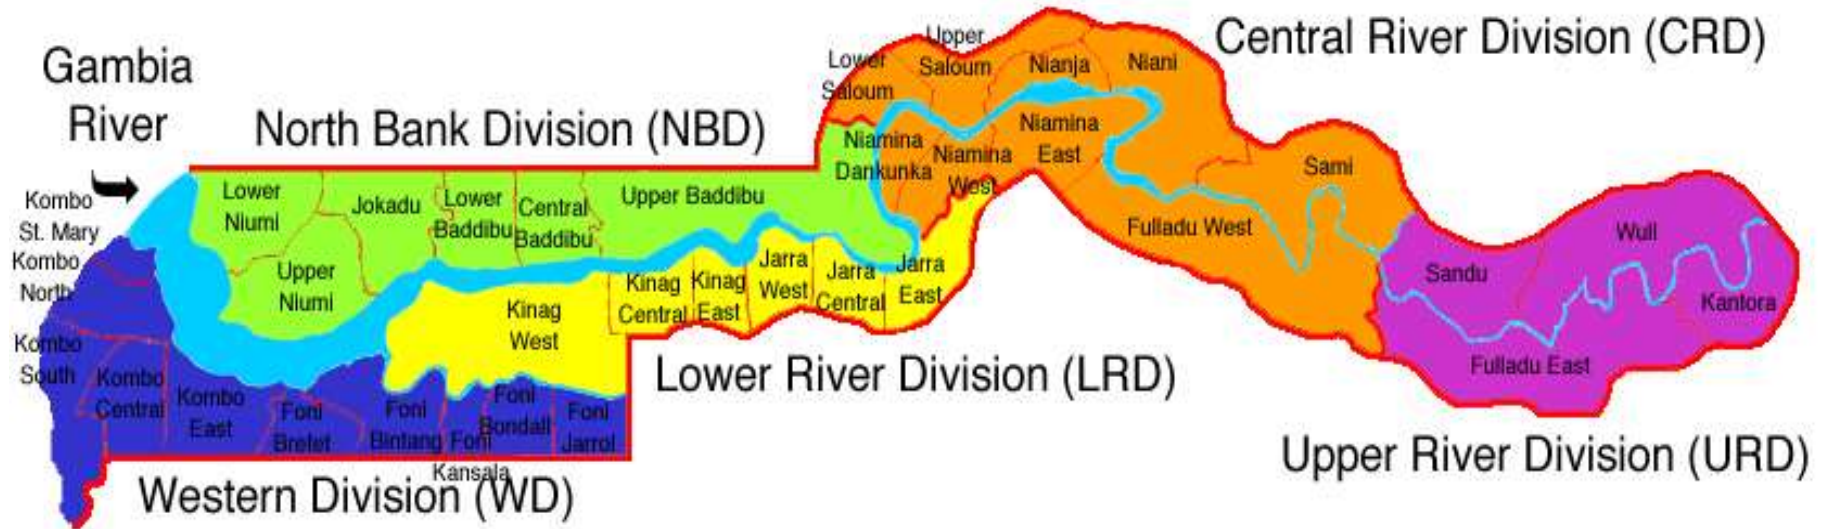 Gambia
River
North Bank Division (NBD)
Central River Division (CRD)
Lower River Division (LRD)
Upper River Division (URD)
Western Division (WD)
Kombo
St. Mary
Kombo
North
Kombo
South
Kombo
Central
Kombo
East
Foni
Brefet
Foni
Bintang
Foni
Kansala
Foni
Bondali
Foni
Jarrol
Lower
Niumi
Upper
Niumi
Jokadu
Lower
Baddibu
Central
Baddibu
Upper Baddibu
Kinag
West
Kinag
Central
Kinag
East
Jarra
West
Jarra
Central
Jarra
East
Lower
Saloum
Upper
Saloum
Nianja
Niani
Niamina
Dankunka
Niamina
West
Niamina
East
Fulladu West
Sami
Sandu
Wull
Kantora
Fulladu East